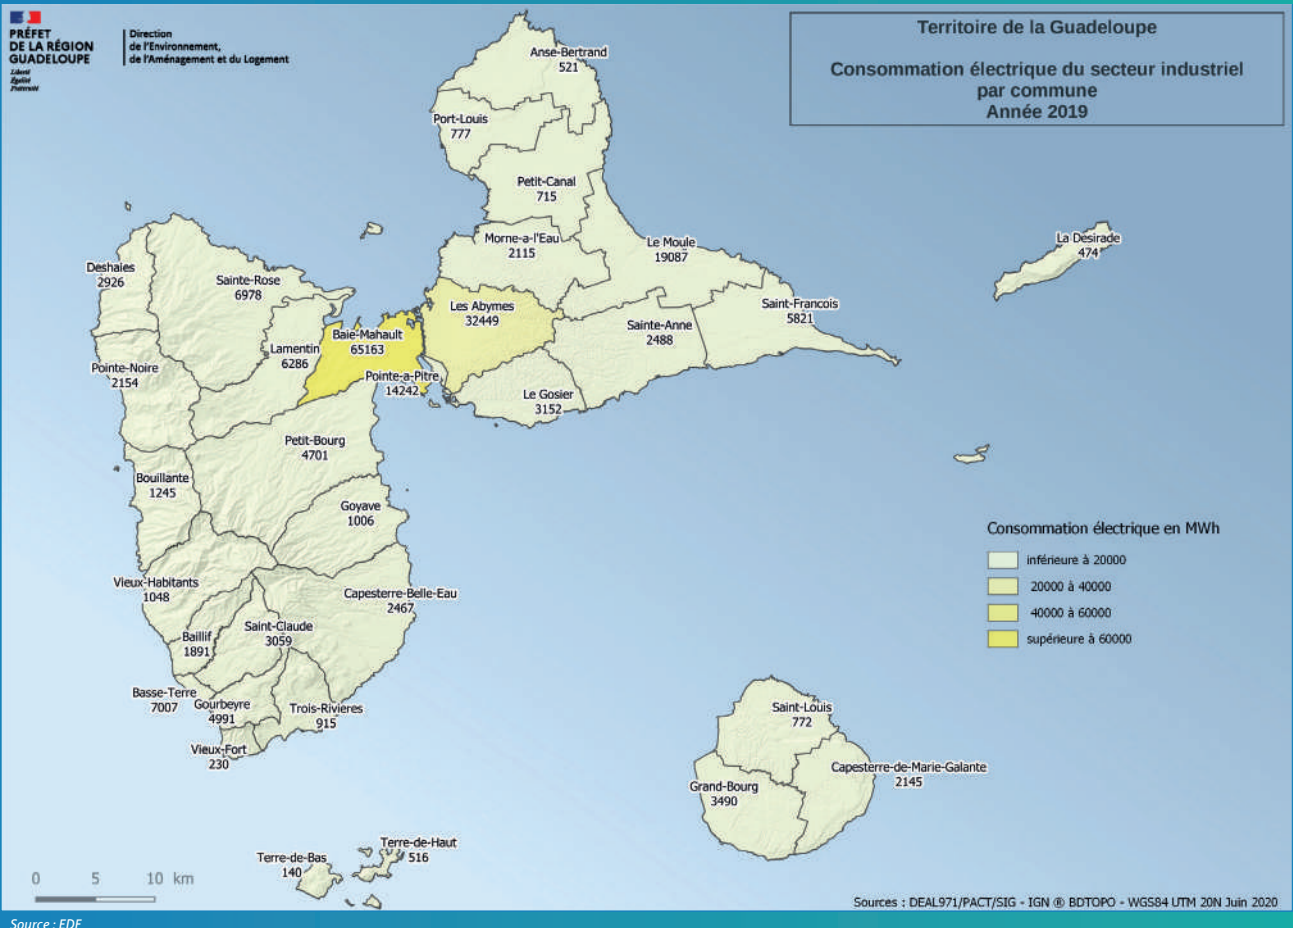 PRÉFET
DE LA RÉGION
GUADELOUPE
Liberté
Égalité
Fraternité
Direction
de l'Environnement,
de l'Aménagement et du Logement
Territoire de la Guadeloupe
Consommation électrique du secteur industriel
par commune
Année 2019
Anse-Bertrand
521
Port-Louis
777
Petit-Canal
715
Morne-a-l'Eau
2115
Le Moule
19087
La Desirade
474
Deshaies
2926
Sainte-Rose
6978
Les Abymes
32449
Saint-Francois
5821
Sainte-Anne
2488
Baie-Mahault
65163
Lamentin
6286
Pointe-Noire
2154
Pointe-a-Pitre
14242
Le Gosier
3152
Petit-Bourg
4701
Bouillante
1245
Goyave
1006
Vieux-Habitants
1048
Capesterre-Belle-Eau
2467
Saint-Claude
3059
Baillif
1891
Basse-Terre
7007
Gourbeyre
4991
Trois-Rivieres
915
Vieux-Fort
230
Consommation électrique en MWh
inférieure à 20000
20000 à 40000
40000 à 60000
supérieure à 60000
Saint-Louis
772
Capesterre-de-Marie-Galante
2145
Grand-Bourg
3490
Terre-de-Haut
516
Terre-de-Bas
140
0 5 10 km
Sources : DEAL971/PACT/SIG - IGN ® BDTOPO - WGS84 UTM 20N Juin 2020
Source : EDF